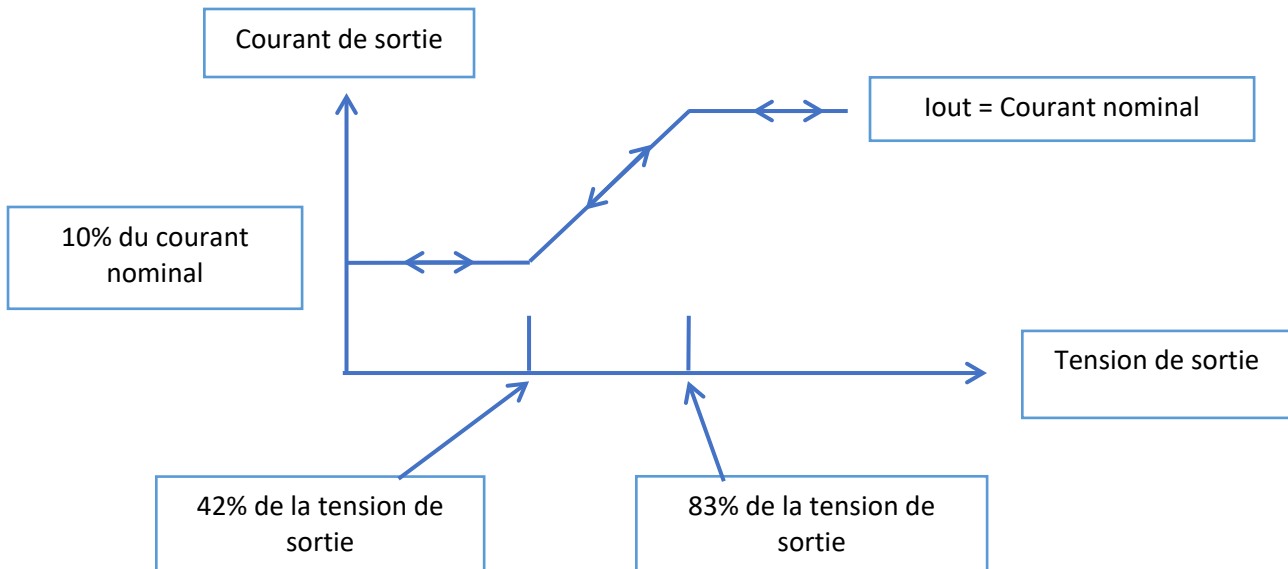 Courant de sortie
Iout = Courant nominal
10% du courant
nominal
Tension de sortie
42% de la tension de
sortie
83% de la tension de
sortie